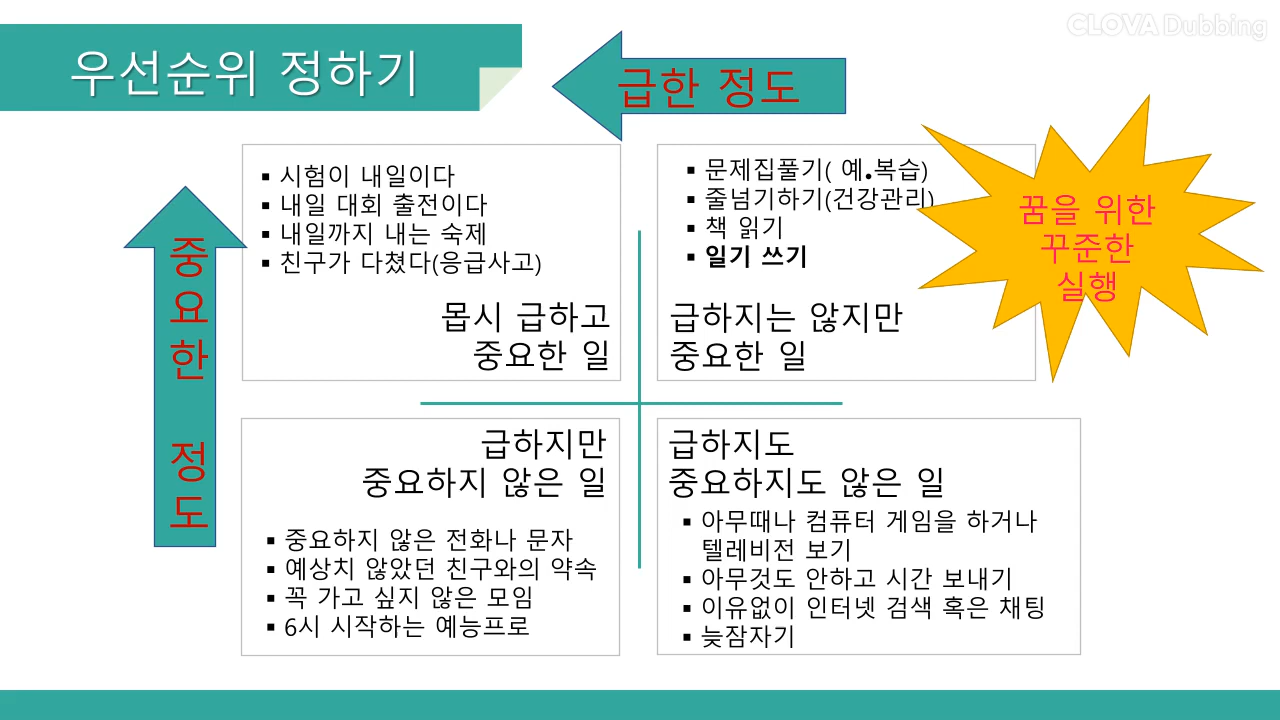 CLOVA Dubbing
우선순위 정하기
급한 정도
중요한 정도
▪ 시험이 내일이다
▪ 내일 대회 출전이다
▪ 내일까지 내는 숙제
▪ 친구가 다쳤다(응급사고)
몹시 급하고
중요한 일
▪ 문제집풀기( 예•복습)
▪ 줄넘기하기(건강관리)
▪ 책 읽기
▪ 일기 쓰기
급하지는 않지만
중요한 일
꿈을 위한
꾸준한
실행
급하지만
중요하지 않은 일
▪ 중요하지 않은 전화나 문자
▪ 예상치 않았던 친구와의 약속
▪ 꼭 가고 싶지 않은 모임
▪ 6시 시작하는 예능프로
급하지도
중요하지도 않은 일
▪ 아무때나 컴퓨터 게임을 하거나
텔레비전 보기
▪ 아무것도 안하고 시간 보내기
▪ 이유없이 인터넷 검색 혹은 채팅
▪ 늦잠자기